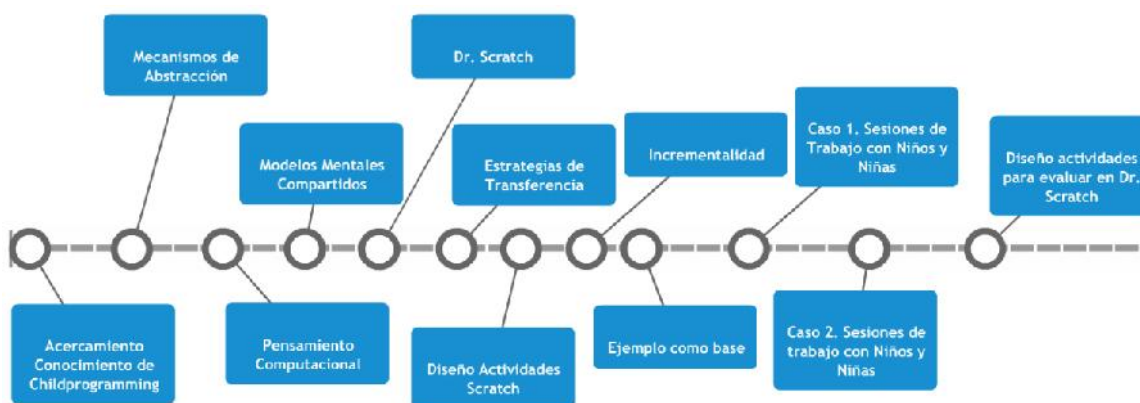 Mecanismos de
Abstracción
Dr. Scratch
Modelos Mentales
Compartidos
Estrategias de
Transferencia
Incrementalidad
Caso 1. Sesiones de
Trabajo con Niños y
Niñas
Diseño actividades
para evaluar en Dr.
Scratch
Acercamiento
Conocimiento de
Childprogramming
Pensamiento
Computacional
Diseño Actividades
Scratch
Ejemplo como base
Caso 2. Sesiones de
trabajo con Niños y
Niñas